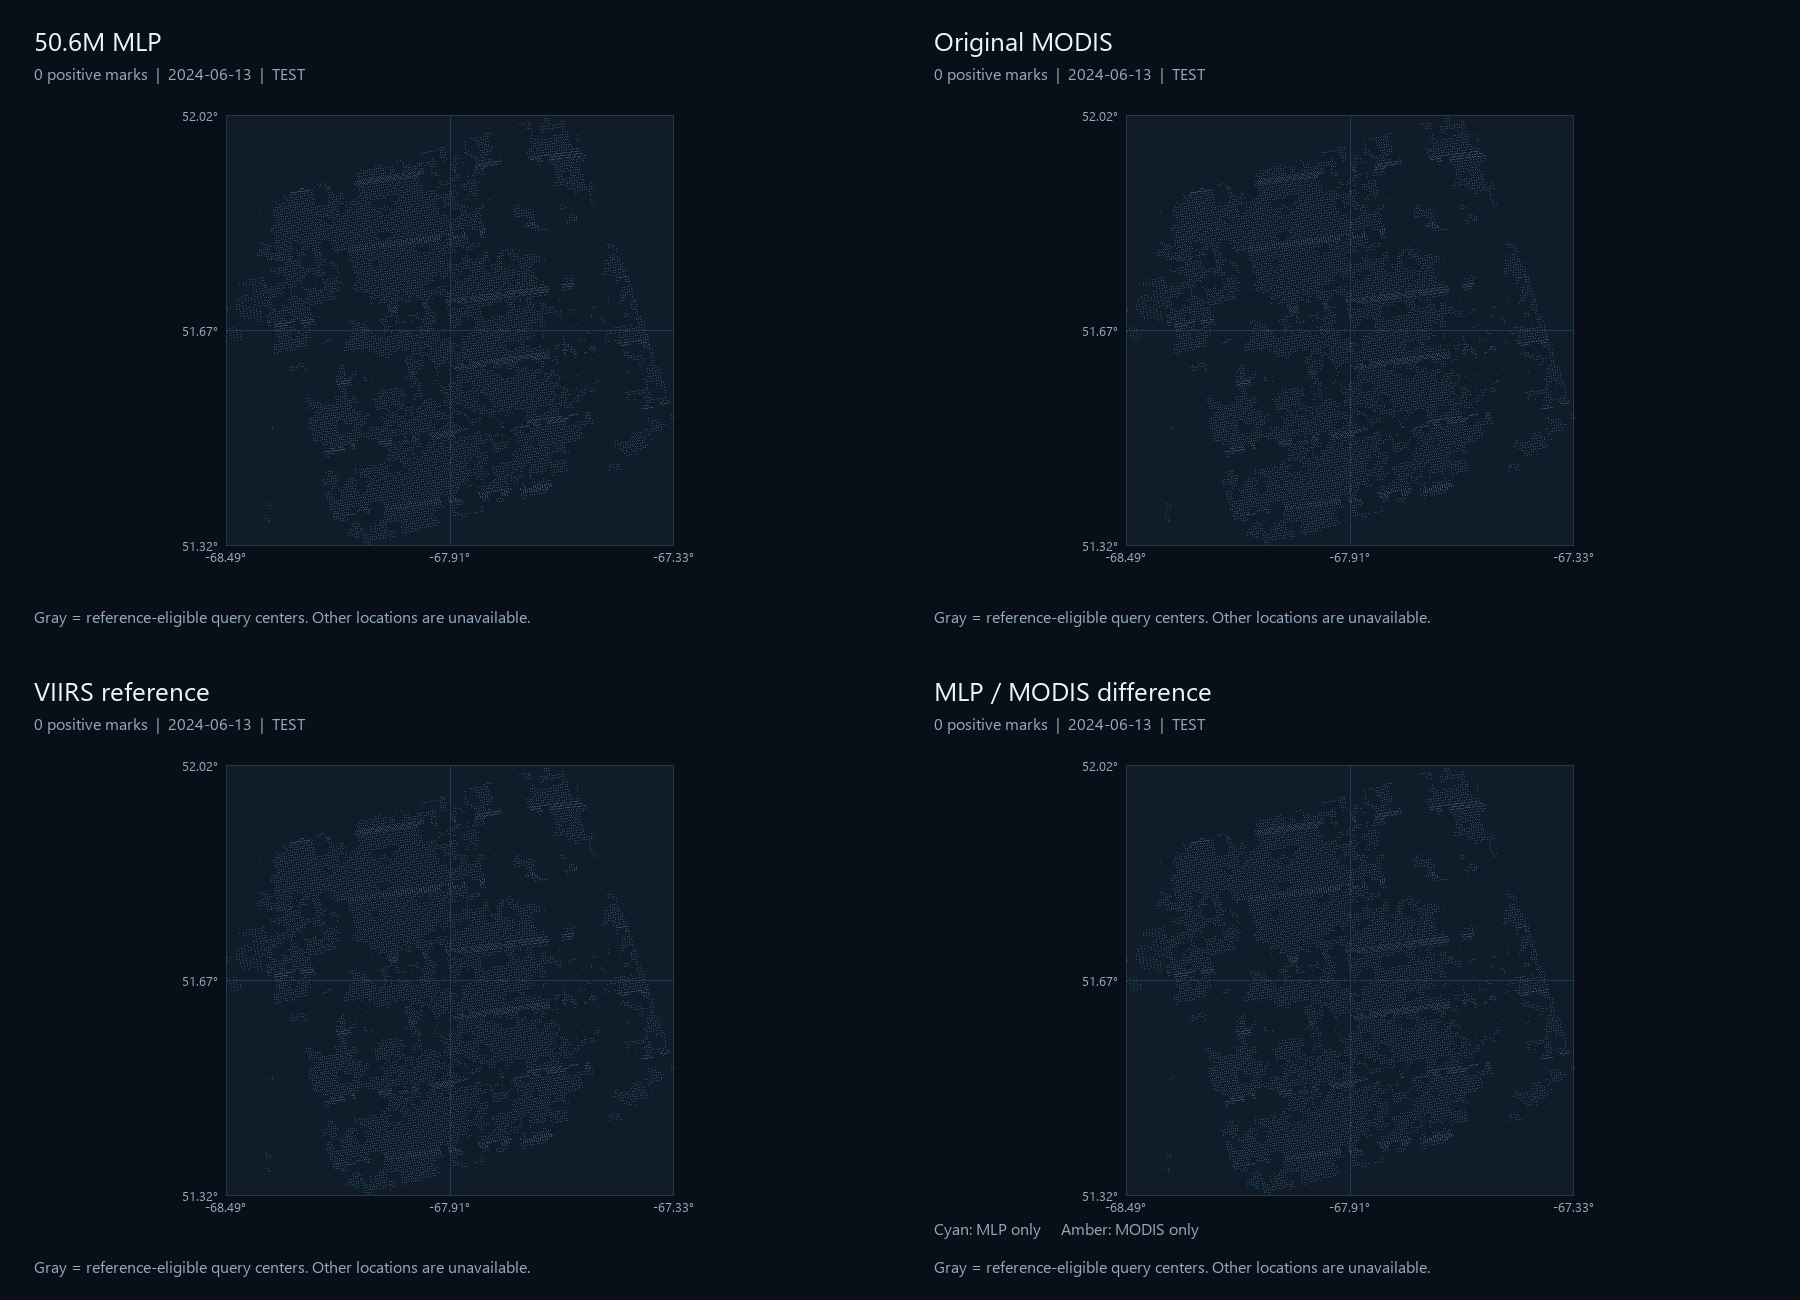 50.6M MLP
0 positive marks | 2024-06-13 | TEST
52.02°
51.67°
51.32°
-68.49°
-67.91°
-67.33°
Gray = reference-eligible query centers. Other locations are unavailable.
Original MODIS
0 positive marks | 2024-06-13 | TEST
52.02°
51.67°
51.32°
-68.49°
-67.91°
-67.33°
Gray = reference-eligible query centers. Other locations are unavailable.
VIIRS reference
0 positive marks | 2024-06-13 | TEST
52.02°
51.67°
51.32°
-68.49°
-67.91°
-67.33°
Gray = reference-eligible query centers. Other locations are unavailable.
MLP / MODIS difference
0 positive marks | 2024-06-13 | TEST
52.02°
51.67°
51.32°
-68.49°
-67.91°
-67.33°
Cyan: MLP only Amber: MODIS only
Gray = reference-eligible query centers. Other locations are unavailable.